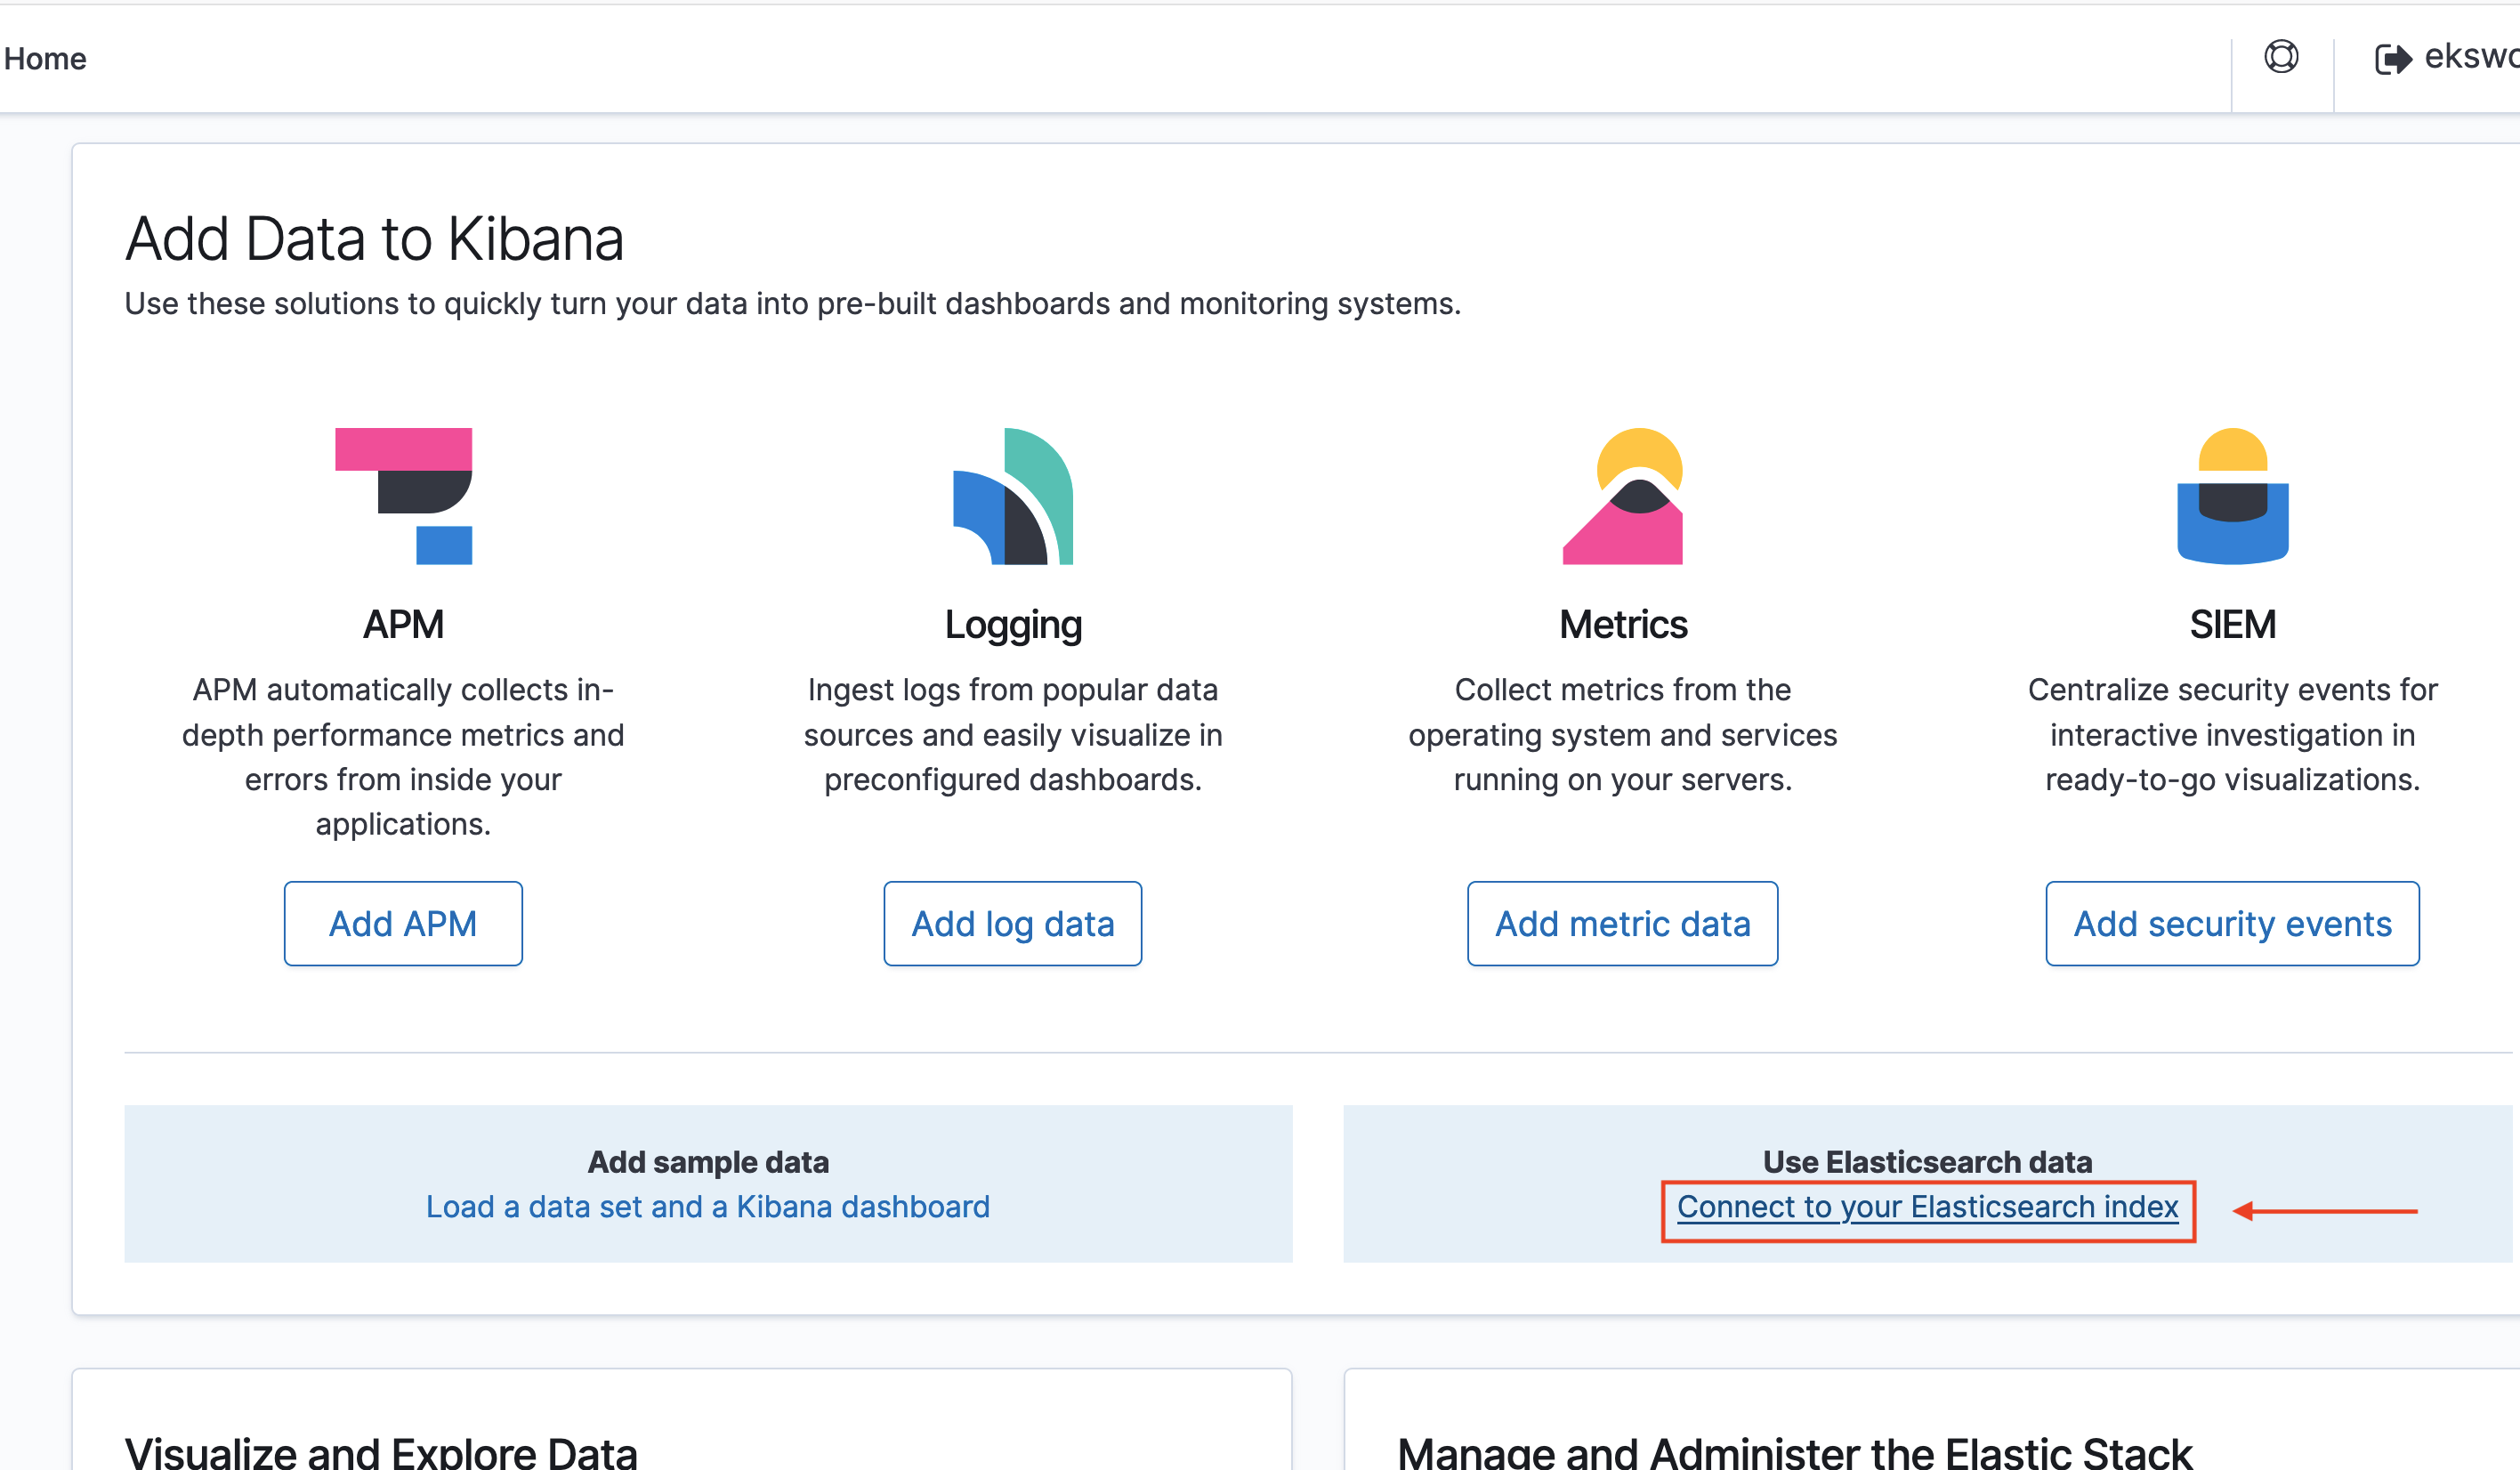 Home
ekswo
Add Data to Kibana
Use these solutions to quickly turn your data into pre-built dashboards and monitoring systems.
APM
APM automatically collects in-
depth performance metrics and
errors from inside your
applications.
Add APM
Logging
Ingest logs from popular data
sources and easily visualize in
preconfigured dashboards.
Add log data
Metrics
Collect metrics from the
operating system and services
running on your servers.
Add metric data
SIEM
Centralize security events for
interactive investigation in
ready-to-go visualizations.
Add security events
Add sample data
Load a data set and a Kibana dashboard
Use Elasticsearch data
Connect to your Elasticsearch index
Visualize and Explore Data
Manage and Administer the Elastic Stack